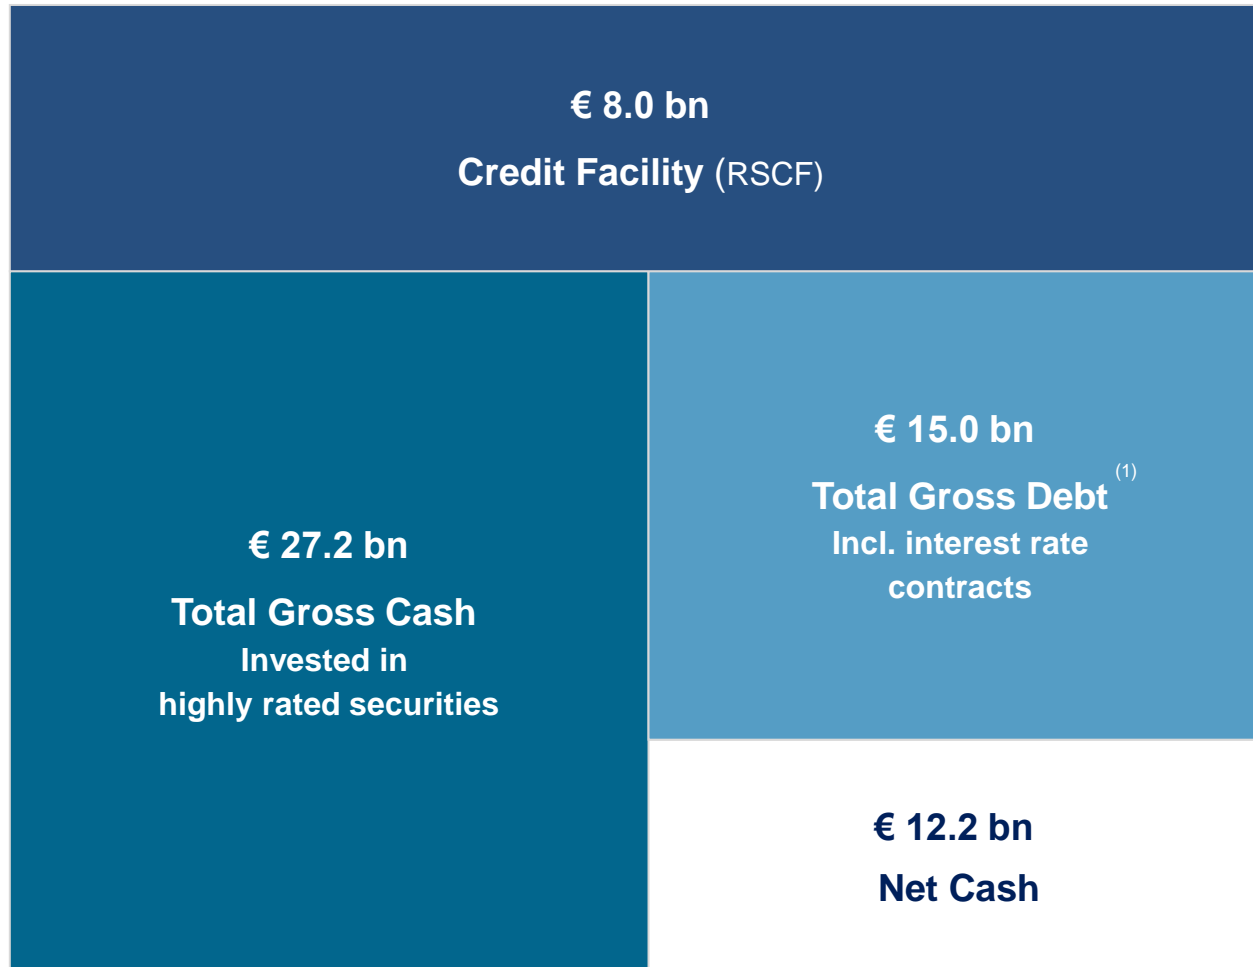 € 8.0 bn
Credit Facility (RSCF)
€ 27.2 bn
Total Gross Cash
Invested in
highly rated securities
€ 15.0 bn
Total Gross Debt (1)
Incl. interest rate
contracts
€ 12.2 bn
Net Cash